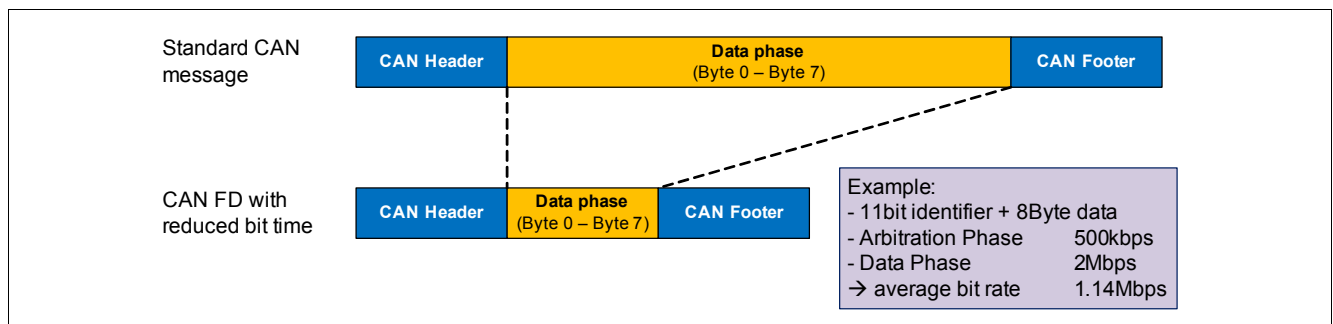 Standard CAN
message
CAN Header
Data phase
(Byte 0 – Byte 7)
CAN Footer
CAN FD with
reduced bit time
CAN Header
Data phase
(Byte 0 – Byte 7)
CAN Footer
Example:
- 11bit identifier + 8Byte data
- Arbitration Phase 500kbps
- Data Phase 2Mbps
→ average bit rate 1.14Mbps